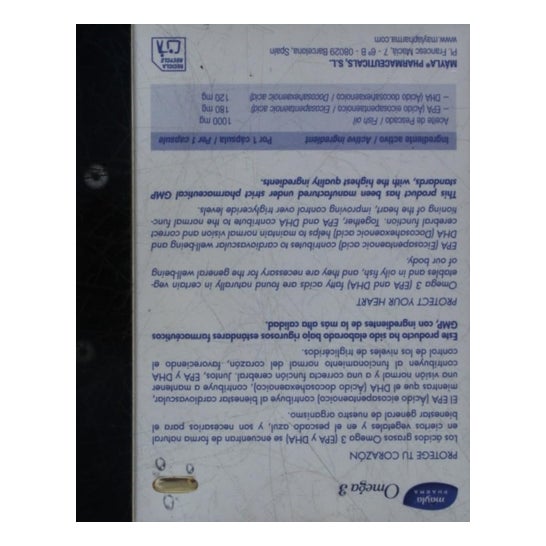 mayla
PHARMA
Omega 3
PROTEGE TU CORAZÓN
Los ácidos grasos Omega 3 (EPA y DHA) se encuentran de forma natural
en ciertos vegetales y en el pescado azul, y son necesarios para el
bienestar general de nuestro organismo.
El EPA (Ácido eicosapentaenoico) contribuye al bienestar cardiovascular,
mientras que el DHA (Ácido docosahexaenoico), contribuye a mantener
una visión normal y a una correcta función cerebral. Juntos, EPA y DHA
contribuyen al funcionamiento normal del corazón, favoreciendo el
control de los niveles de triglicéridos.
Este producto ha sido elaborado bajo rigurosos estándares farmacéuticos
GMP, con ingredientes de la más alta calidad.
PROTECT YOUR HEART
Omega 3 (EPA and DHA) fatty acids are found naturally in certain veg-
etables and in oily fish, and they are necessary for the general well-being
of our body.
EPA (Eicosapentaenoic acid) contributes to cardiovascular well-being and
DHA (Docosahexaenoic acid) helps to maintain normal vision and correct
cerebral function. Together, EPA and DHA contribute to the normal func-
tioning of the heart, improving control over triglyceride levels.
This product has been manufactured under strict pharmaceutical GMP
standards, with the highest quality ingredients.
Ingrediente activo / Active ingredient Por 1 cápsula / Per 1 capsule
Aceite de Pescado / Fish oil 1000 mg
– EPA (Ácido eicosapentaenoico / Eicosapentaenoic acid) 180 mg
– DHA (Ácido docosahexaenoico / Docosahexaenoic acid) 120 mg
MAYLA® PHARMACEUTICALS, S.L.
Pl. Francesc Macià, 7 - 6º B - 08029 Barcelona, Spain
www.maylapharma.com
RECICLA
RECYCLE